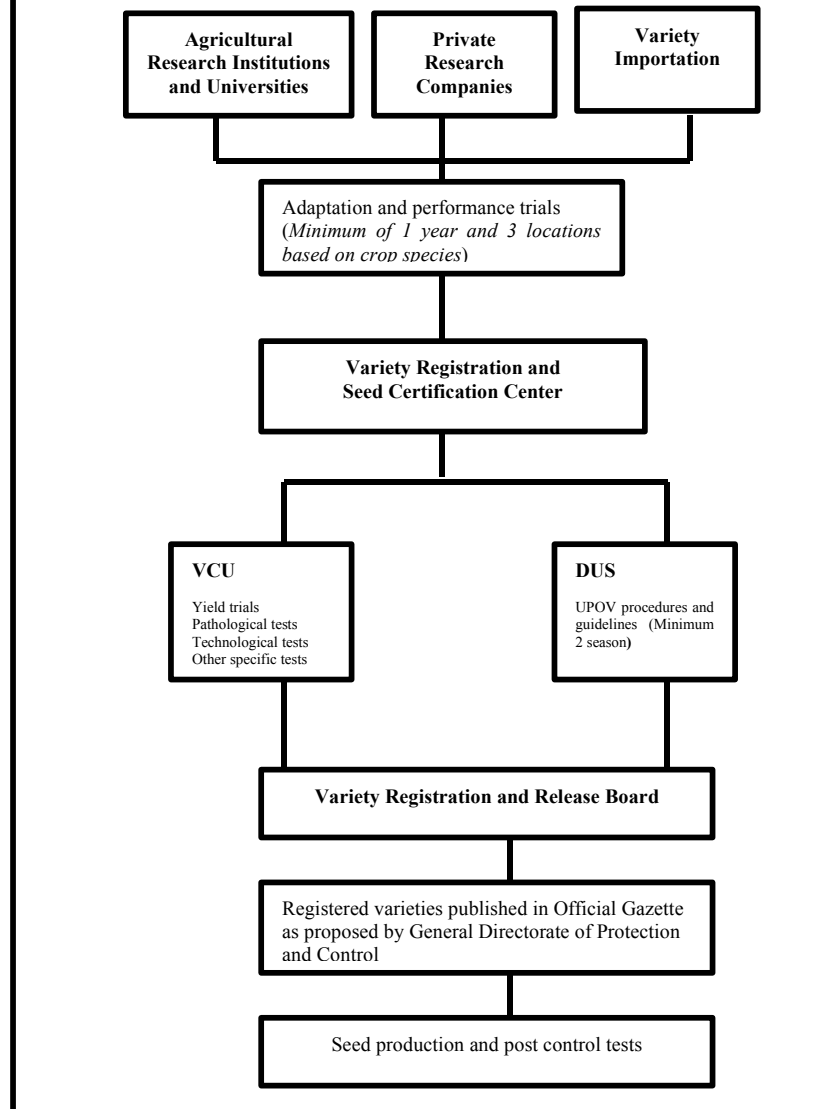 Agricultural
Research Institutions
and Universities
Private
Research
Companies
Variety
Importation
Adaptation and performance trials
(Minimum of 1 year and 3 locations
based on crop species)
Variety Registration and
Seed Certification Center
VCU
Yield trials
Pathological tests
Technological tests
Other specific tests
DUS
UPOV procedures and
guidelines (Minimum
2 season)
Variety Registration and Release Board
Registered varieties published in Official Gazette
as proposed by General Directorate of Protection
and Control
Seed production and post control tests